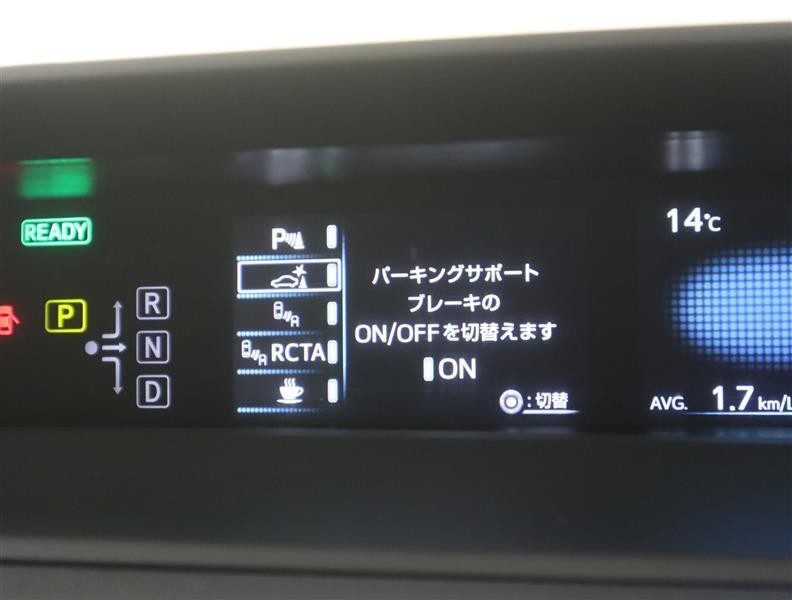 READY
P
R
N
D
P
RCTA
パーキングサポート
ブレーキの
ON/OFFを切替えます
ON
:切替
14℃
AVG. 1.7 km/L